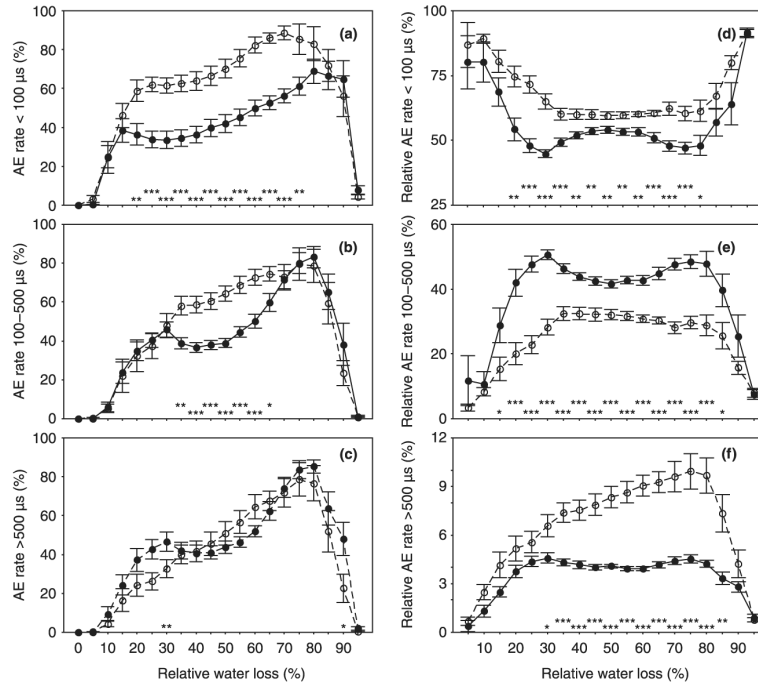 (a)
AE rate < 100 µs (%)
100
80
60
40
20
0
*** *** *** *** *** **
** *** ** *** *** ***
(d)
Relative AE rate < 100 µs (%)
100
75
50
25
*** *** ** ** *** ***
** *** ** *** ** ** *
(b)
AE rate 100–500 µs (%)
100
80
60
40
20
0
* *** *** *
*** *** ***
(e)
Relative AE rate 100–500 µs (%)
60
40
20
0
* *** *** *** *** *** *** ***
* *** *** *** *** *** *** *
(c)
AE rate >500 µs (%)
100
80
60
40
20
0
** *
0 10 20 30 40 50 60 70 80 90
Relative water loss (%)
(f)
Relative AE rate >500 µs (%)
12
9
6
3
0
*** *** *** *** *** **
* *** *** *** *** ***
10 20 30 40 50 60 70 80 90
Relative water loss (%)